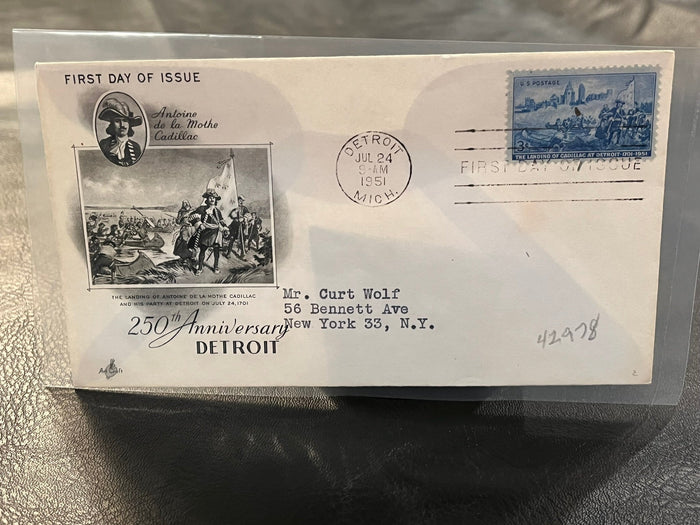 FIRST DAY OF ISSUE
Antoine
de la Mothe
Cadillac
THE LANDING OF ANTOINE DE LA MOTHE CADILLAC
AND HIS PARTY AT DETROIT ON JULY 24, 1701
250th Anniversary
DETROIT
Art Craft
DETROIT
JUL 24
9-AM
1951
MICH.
U.S. POSTAGE
3¢
THE LANDING OF CADILLAC AT DETROIT·1701-1951
FIRST DAY OF ISSUE
Mr. Curt Wolf
56 Bennett Ave
New York 33, N.Y.
42978